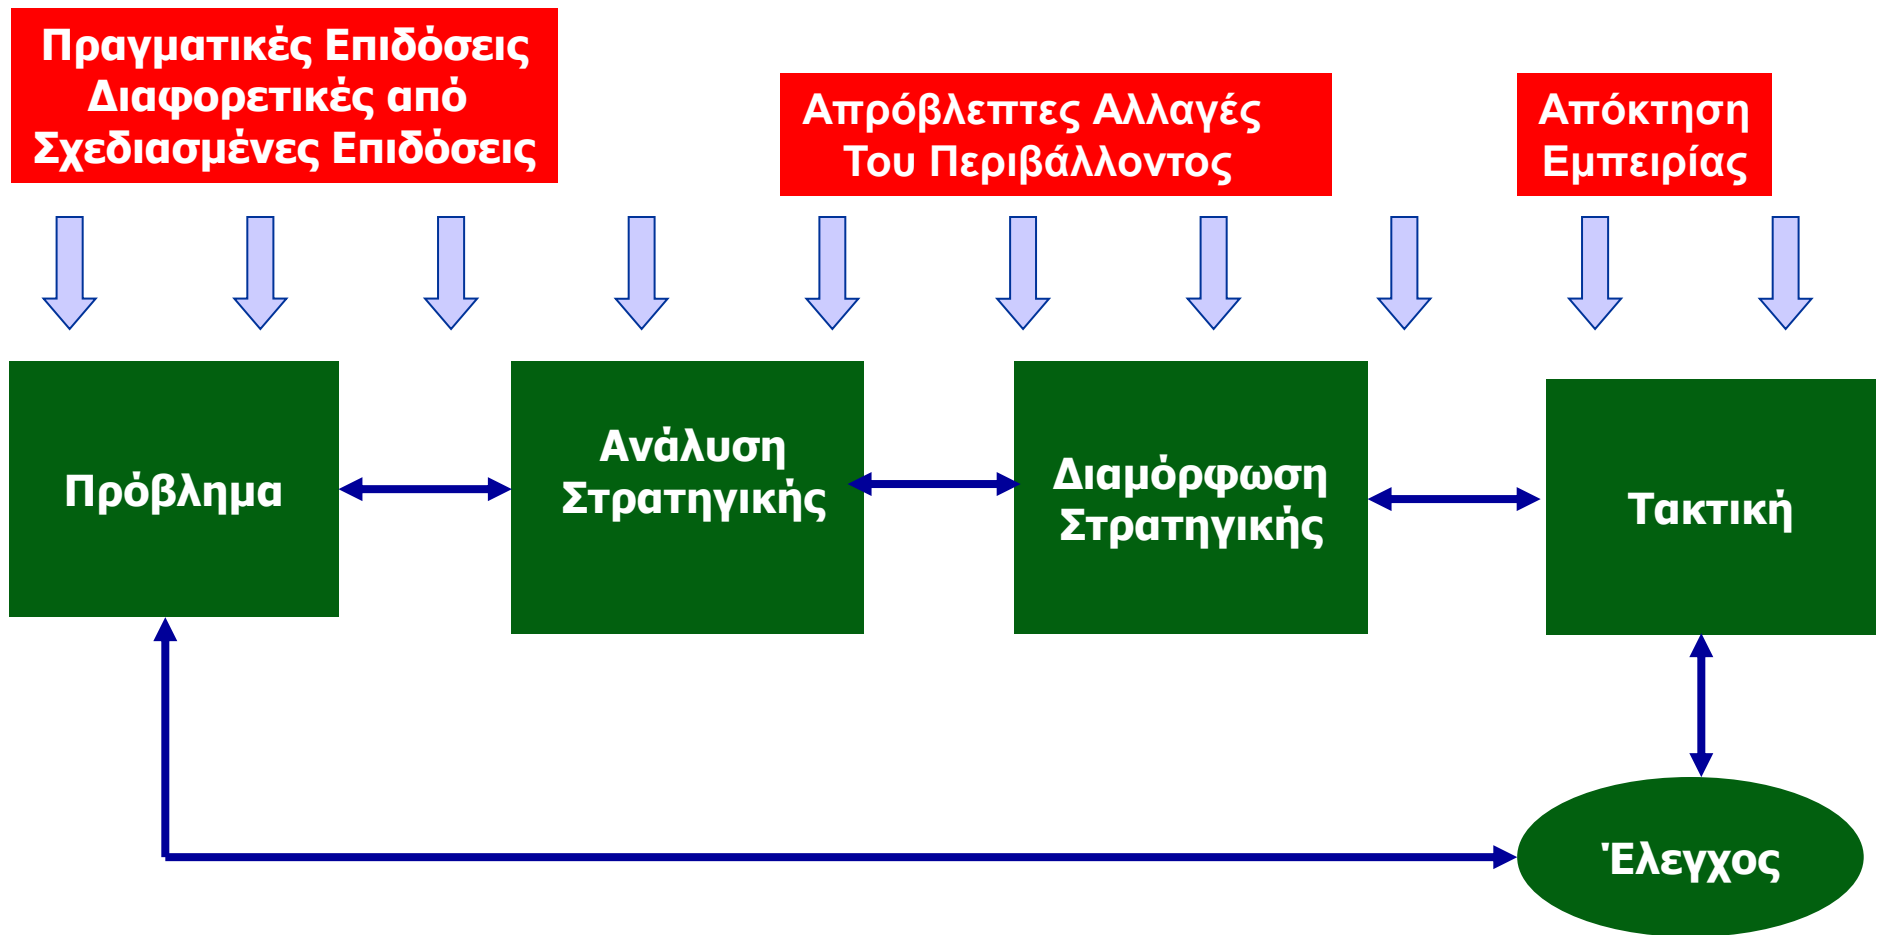 Πραγματικές Επιδόσεις
Διαφορετικές από
Σχεδιασμένες Επιδόσεις
Απρόβλεπτες Αλλαγές
Του Περιβάλλοντος
Απόκτηση
Εμπειρίας
Πρόβλημα
Ανάλυση
Στρατηγικής
Διαμόρφωση
Στρατηγικής
Τακτική
Έλεγχος